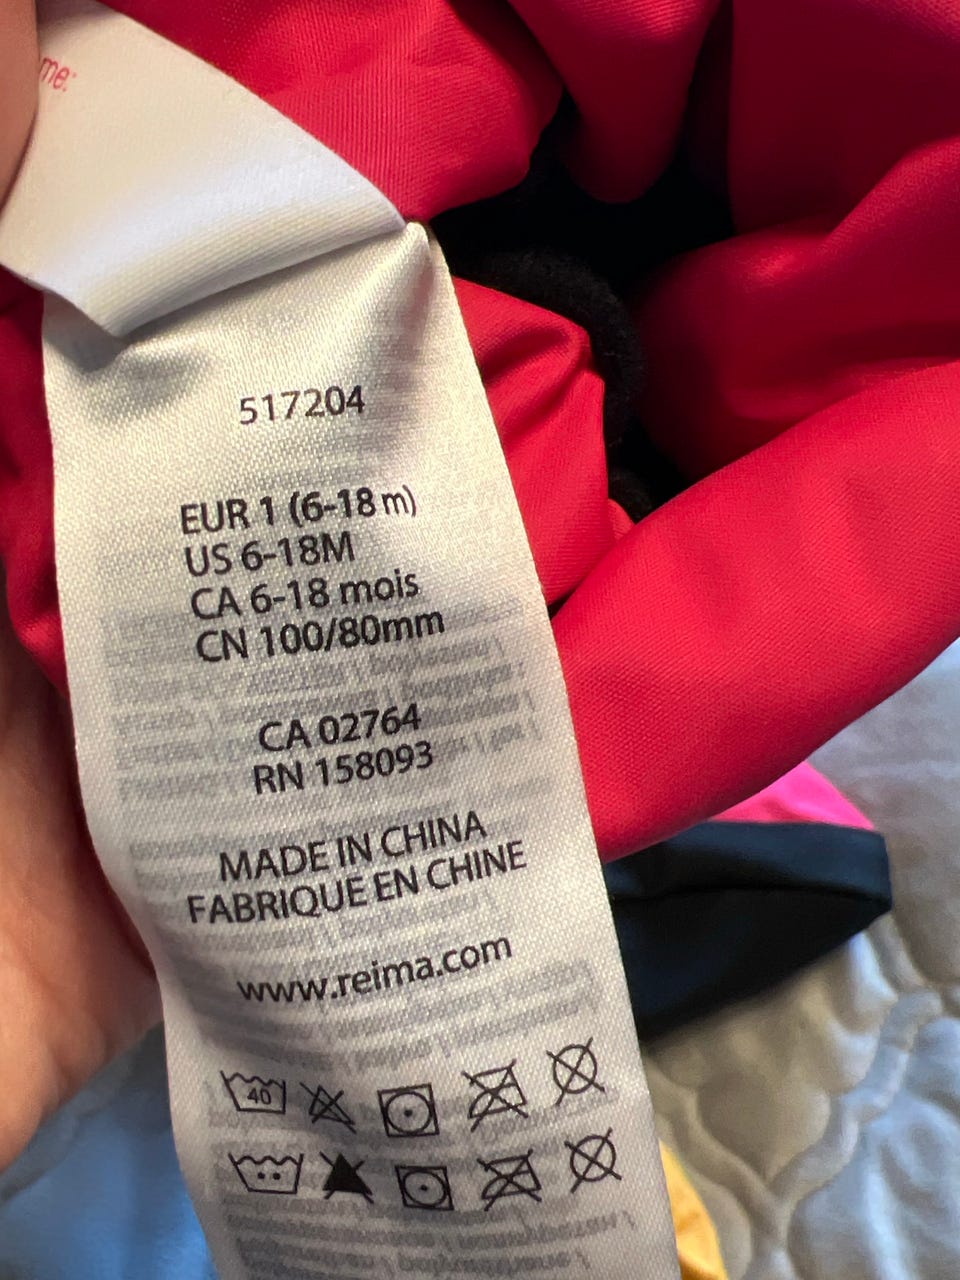 me:
517204
EUR 1 (6-18 m)
US 6-18M
CA 6-18 mois
CN 100/80mm
CA 02764
RN 158093
MADE IN CHINA
FABRIQUE EN CHINE
www.reima.com
40